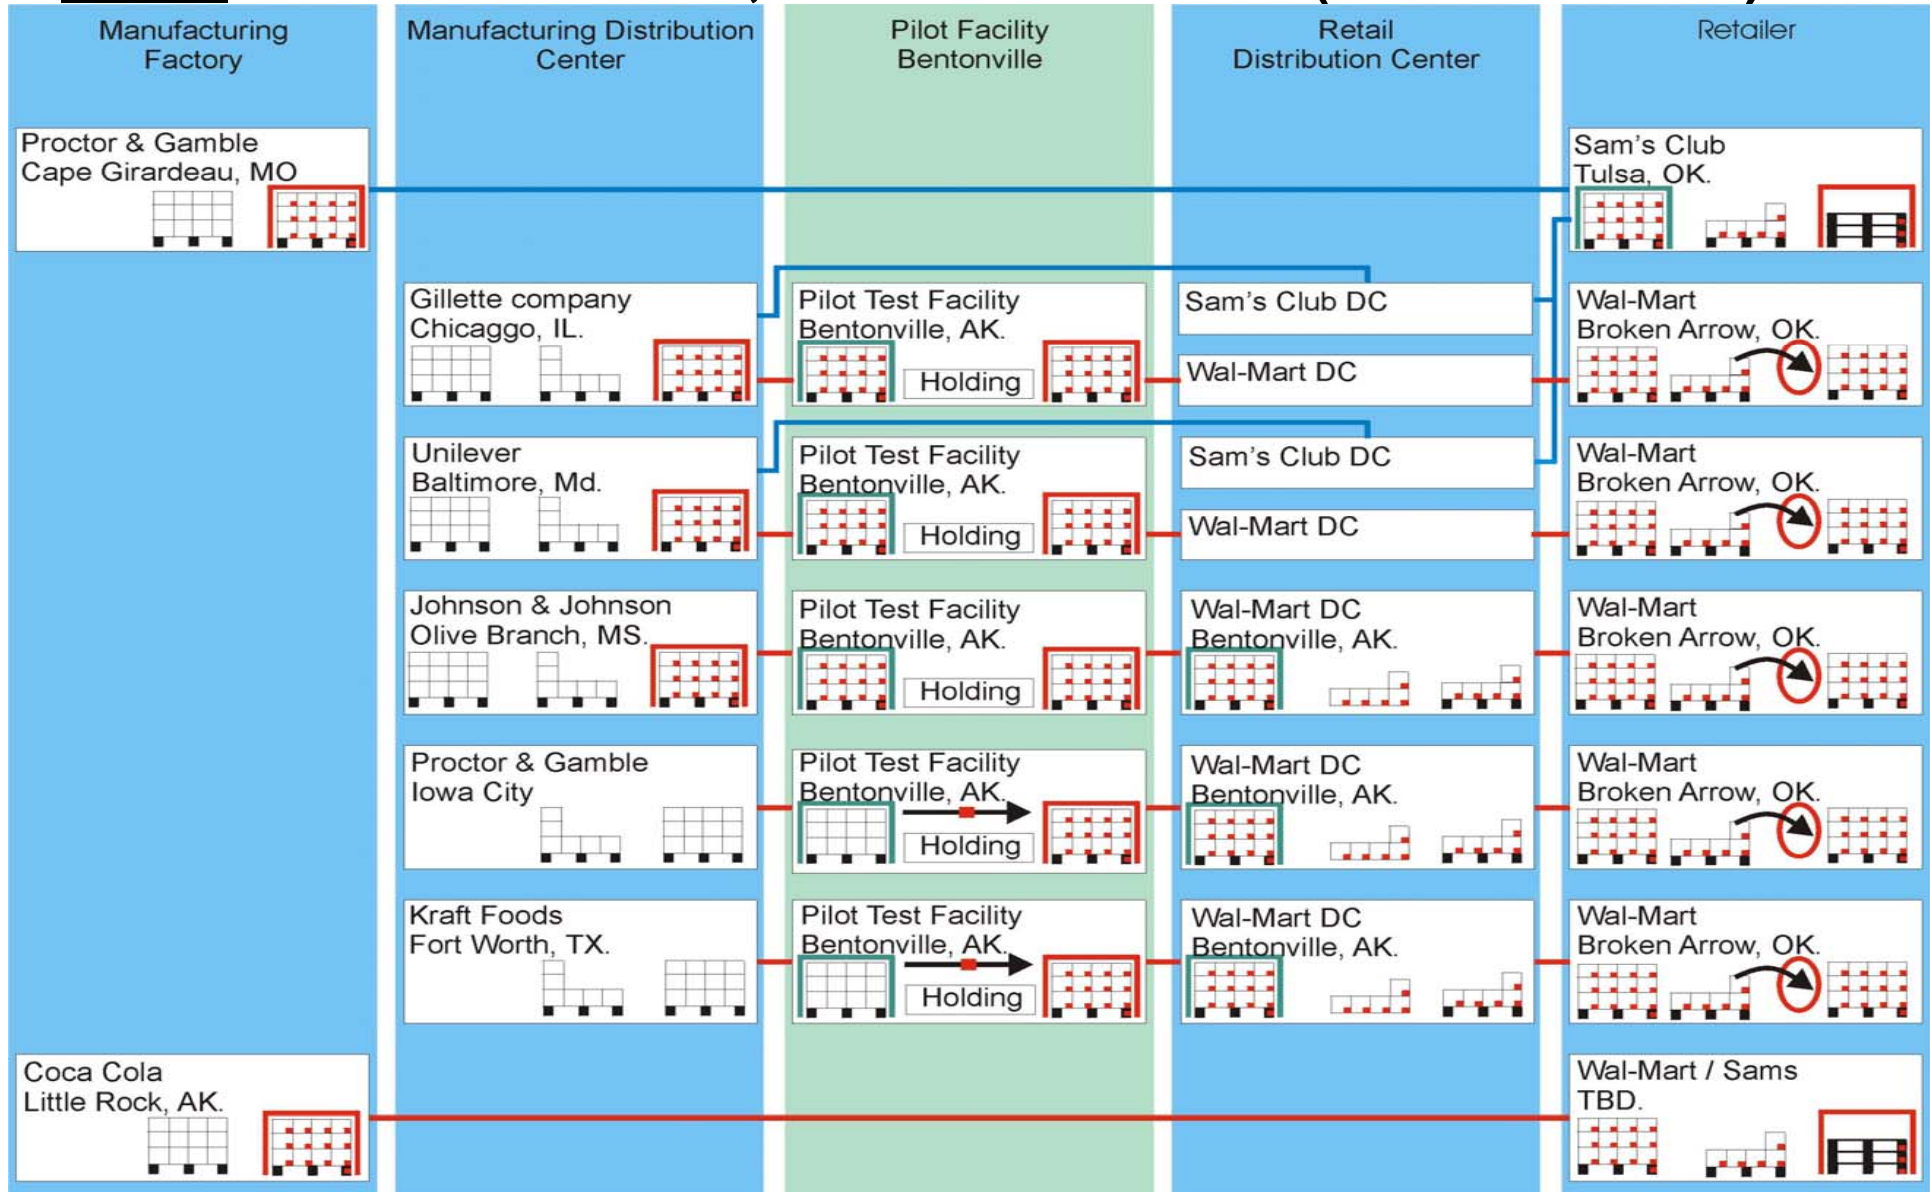 Manufacturing
Factory
Manufacturing Distribution
Center
Pilot Facility
Bentonville
Retail
Distribution Center
Retailer
Proctor & Gamble
Cape Girardeau, MO
Sam's Club
Tulsa, OK.
Gillette company
Chicaggo, IL.
Pilot Test Facility
Bentonville, AK.
Holding
Sam's Club DC
Wal-Mart DC
Wal-Mart
Broken Arrow, OK.
Unilever
Baltimore, Md.
Pilot Test Facility
Bentonville, AK.
Holding
Sam's Club DC
Wal-Mart DC
Wal-Mart
Broken Arrow, OK.
Johnson & Johnson
Olive Branch, MS.
Pilot Test Facility
Bentonville, AK.
Holding
Wal-Mart DC
Bentonville, AK.
Wal-Mart
Broken Arrow, OK.
Proctor & Gamble
Iowa City
Pilot Test Facility
Bentonville, AK.
Holding
Wal-Mart DC
Bentonville, AK.
Wal-Mart
Broken Arrow, OK.
Kraft Foods
Fort Worth, TX.
Pilot Test Facility
Bentonville, AK.
Holding
Wal-Mart DC
Bentonville, AK.
Wal-Mart
Broken Arrow, OK.
Coca Cola
Little Rock, AK.
Wal-Mart / Sams
TBD.